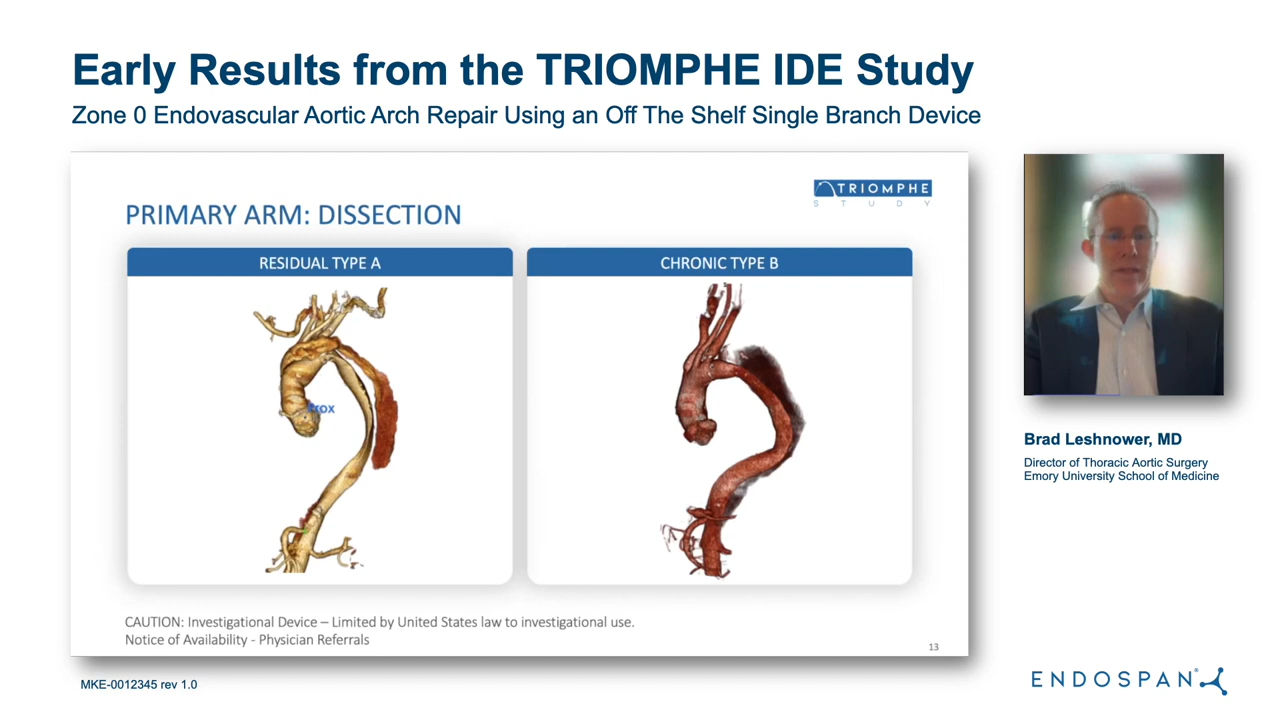 Early Results from the TRIOMPHE IDE Study
Zone 0 Endovascular Aortic Arch Repair Using an Off The Shelf Single Branch Device
TRIOMPHE
STUDY
PRIMARY ARM: DISSECTION
RESIDUAL TYPE A
CHRONIC TYPE B
CAUTION: Investigational Device – Limited by United States law to investigational use.
Notice of Availability - Physician Referrals
13
Brad Leshnower, MD
Director of Thoracic Aortic Surgery
Emory University School of Medicine
MKE-0012345 rev 1.0
ENDOSPAN®